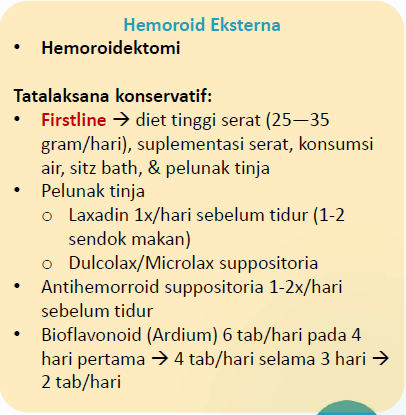 Hemoroid Eksterna
• Hemoroidektomi
Tatalaksana konservatif:
• Firstline → diet tinggi serat (25—35
gram/hari), suplementasi serat, konsumsi
air, sitz bath, & pelunak tinja
• Pelunak tinja
o Laxadin 1x/hari sebelum tidur (1-2
sendok makan)
o Dulcolax/Microlax suppositoria
• Antihemorroid suppositoria 1-2x/hari
sebelum tidur
• Bioflavonoid (Ardium) 6 tab/hari pada 4
hari pertama → 4 tab/hari selama 3 hari →
2 tab/hari